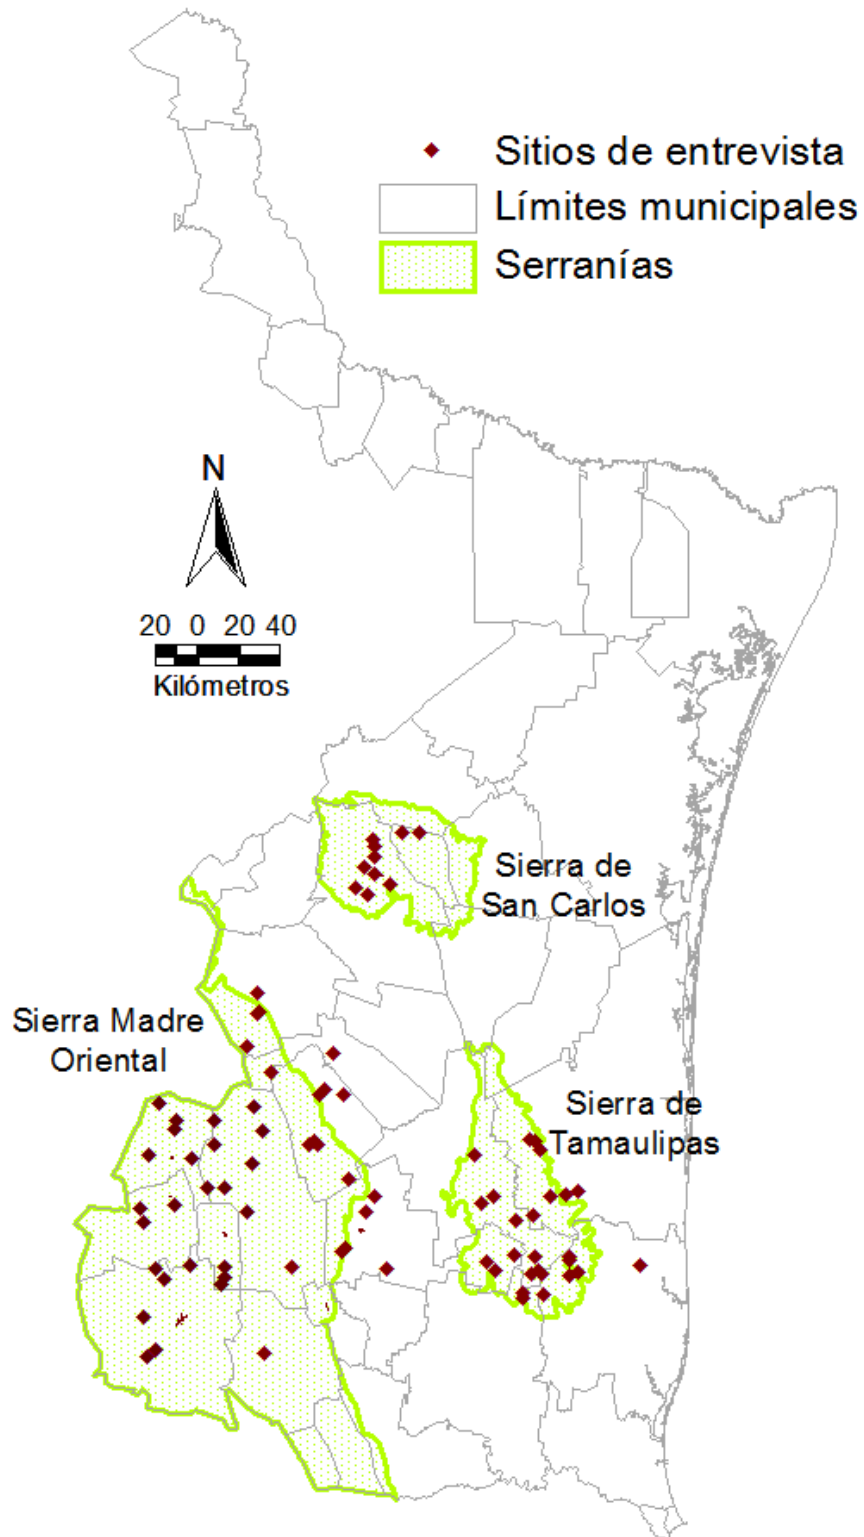 Sitios de entrevista
Límites municipales
Serranías
N
20 0 20 40
Kilómetros
Sierra de
San Carlos
Sierra Madre
Oriental
Sierra de
Tamaulipas